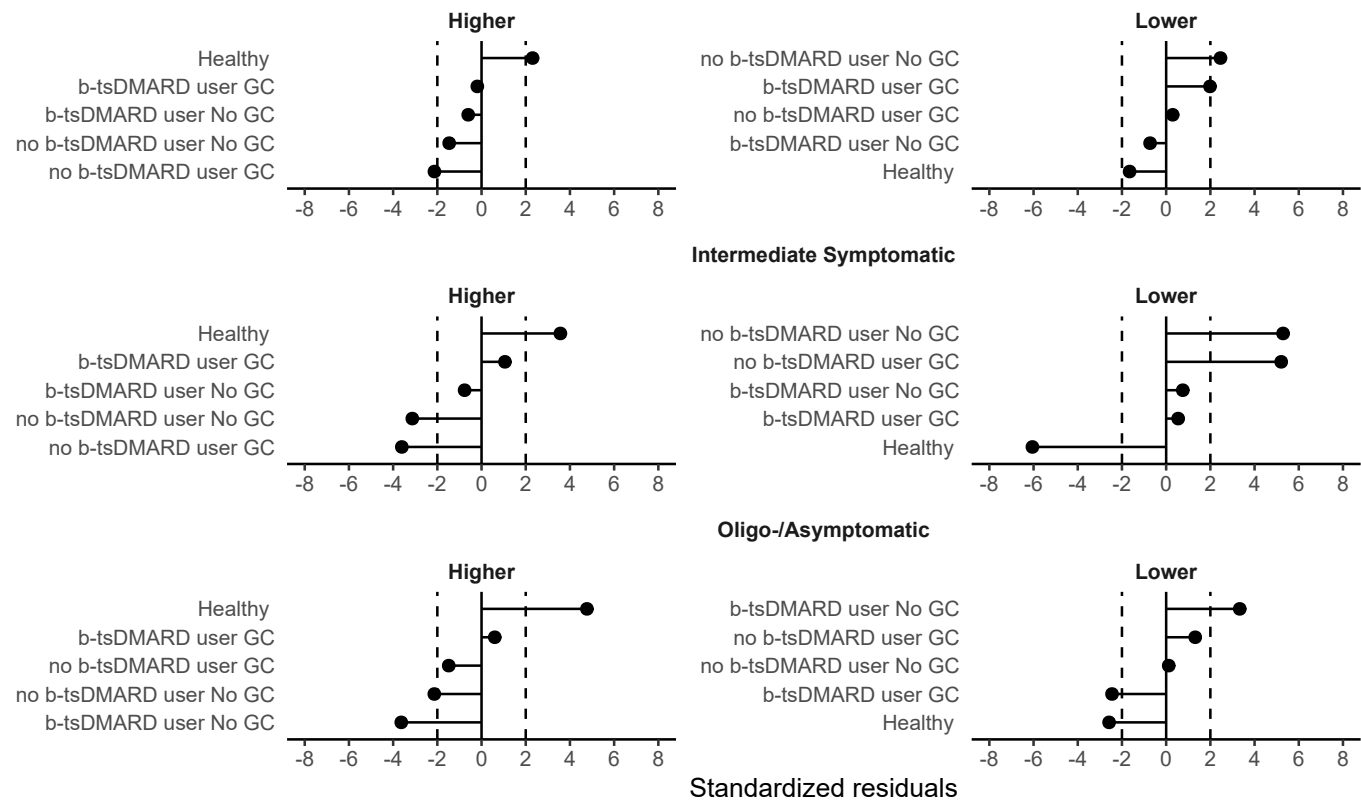 Higher
Healthy
b-tsDMARD user GC
b-tsDMARD user No GC
no b-tsDMARD user No GC
no b-tsDMARD user GC
-8 -6 -4 -2 0 2 4 6 8
Lower
no b-tsDMARD user No GC
b-tsDMARD user GC
no b-tsDMARD user GC
b-tsDMARD user No GC
Healthy
-8 -6 -4 -2 0 2 4 6 8
Intermediate Symptomatic
Higher
Healthy
b-tsDMARD user GC
b-tsDMARD user No GC
no b-tsDMARD user No GC
no b-tsDMARD user GC
-8 -6 -4 -2 0 2 4 6 8
Lower
no b-tsDMARD user No GC
no b-tsDMARD user GC
b-tsDMARD user No GC
b-tsDMARD user GC
Healthy
-8 -6 -4 -2 0 2 4 6 8
Oligo-/Asymptomatic
Higher
Healthy
b-tsDMARD user GC
no b-tsDMARD user GC
no b-tsDMARD user No GC
b-tsDMARD user No GC
-8 -6 -4 -2 0 2 4 6 8
Lower
b-tsDMARD user No GC
no b-tsDMARD user GC
no b-tsDMARD user No GC
b-tsDMARD user GC
Healthy
-8 -6 -4 -2 0 2 4 6 8
Standardized residuals